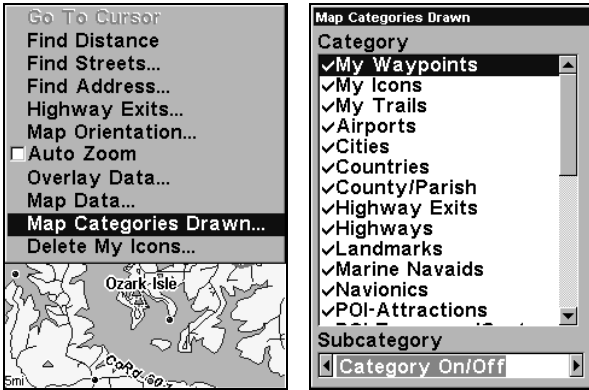 Go To Cursor
Find Distance
Find Streets...
Find Address...
Highway Exits...
Map Orientation...
Auto Zoom
Overlay Data...
Map Data...
Map Categories Drawn...
Delete My Icons...
Ozark-Isle
5mi
Map Categories Drawn
Category
My Waypoints
My Icons
My Trails
Airports
Cities
Countries
County/Parish
Highway Exits
Highways
Landmarks
Marine Navaids
Navionics
POI-Attractions
Subcategory
Category On/Off